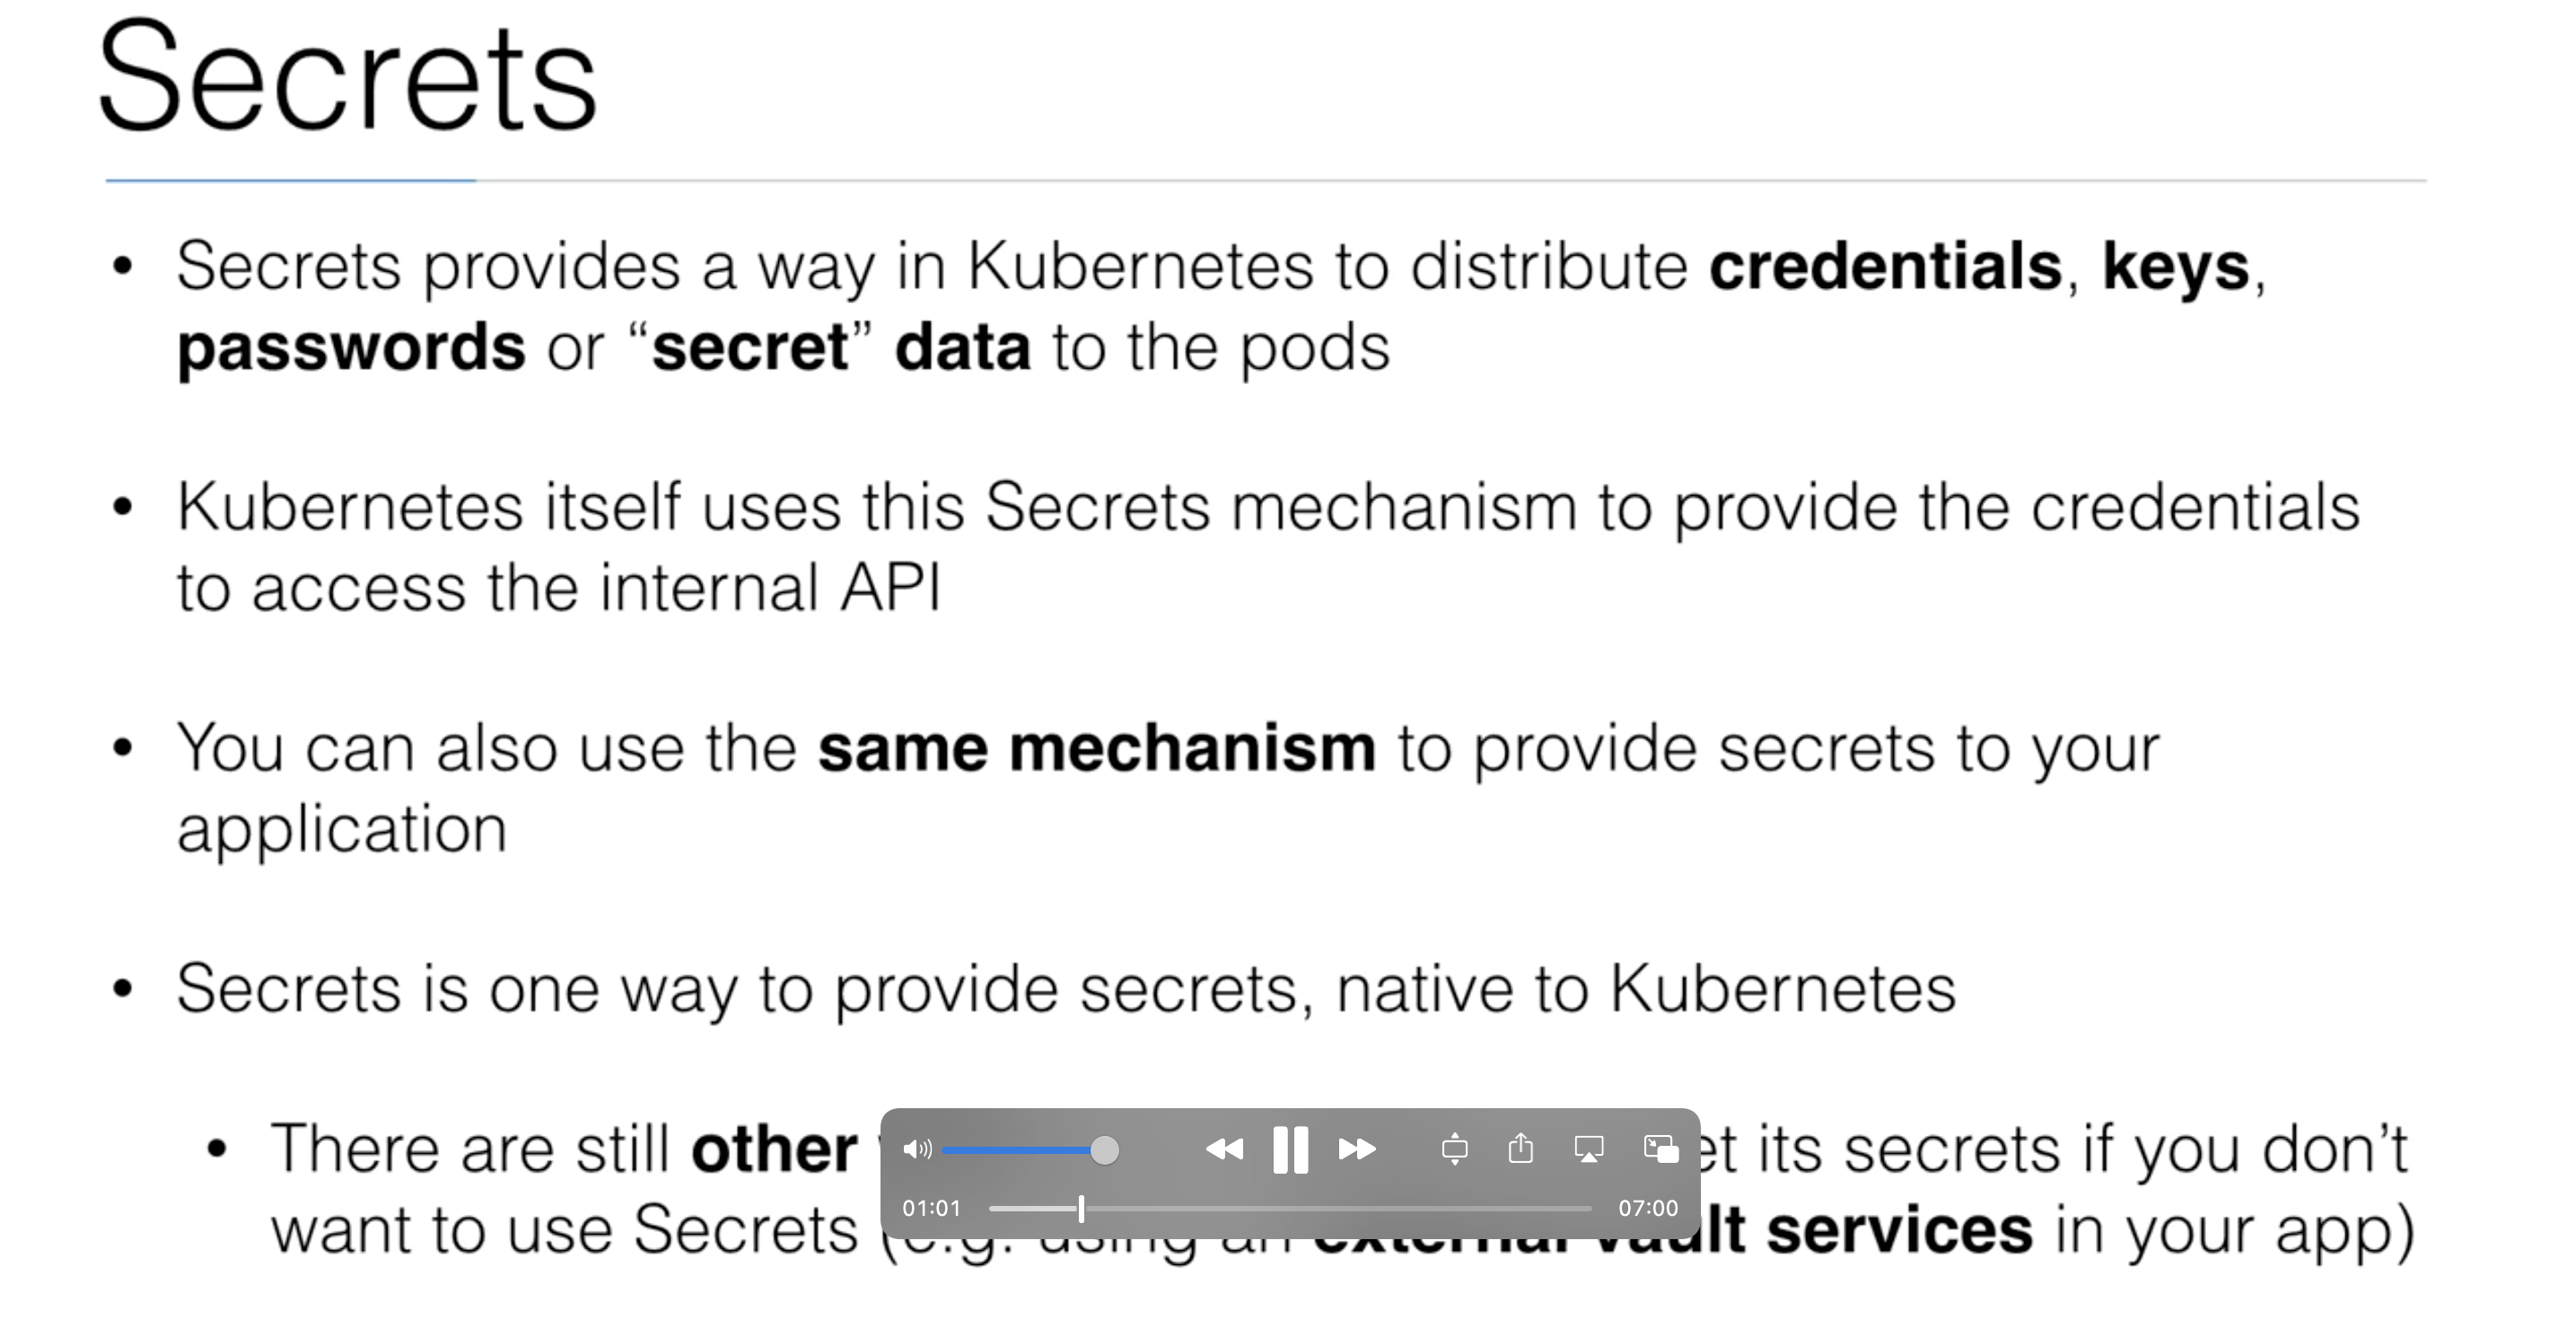 Secrets
• Secrets provides a way in Kubernetes to distribute credentials, keys,
passwords or “secret” data to the pods
• Kubernetes itself uses this Secrets mechanism to provide the credentials
to access the internal API
• You can also use the same mechanism to provide secrets to your
application
• Secrets is one way to provide secrets, native to Kubernetes
• There are still other its secrets if you don’t
want to use Secrets (e.g. using an external vault services in your app)
01:01 07:00